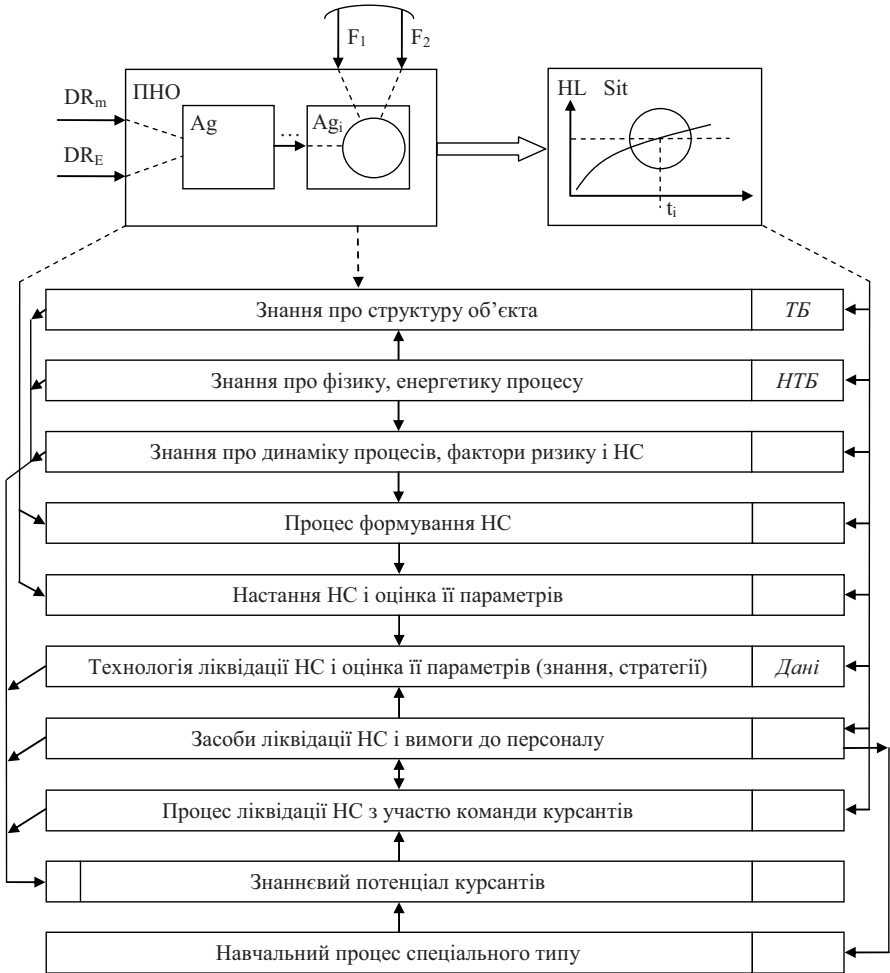 F₁ F₂
DRₘ
ПНО
Ag
...
Agᵢ
DR_E
HL Sit
tᵢ
Знання про структуру об’єкта ТБ
Знання про фізику, енергетику процесу НТБ
Знання про динаміку процесів, фактори ризику і НС
Процес формування НС
Настання НС і оцінка її параметрів
Технологія ліквідації НС і оцінка її параметрів (знання, стратегії) Дані
Засоби ліквідації НС і вимоги до персоналу
Процес ліквідації НС з участю команди курсантів
Знаннєвий потенціал курсантів
Навчальний процес спеціального типу